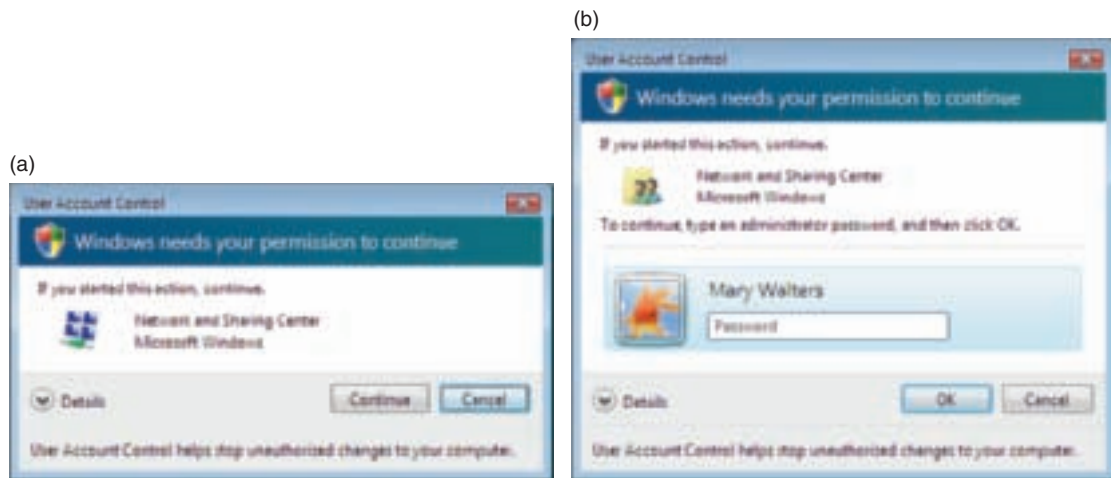 (a)
User Account Control
Windows needs your permission to continue
If you started this action, continue.
Network and Sharing Center
Microsoft Windows
Details
Continue
Cancel
User Account Control helps stop unauthorized changes to your computer.
(b)
User Account Control
Windows needs your permission to continue
If you started this action, continue.
??
Network and Sharing Center
Microsoft Windows
To continue, type an administrator password, and then click OK.
Mary Walters
Password
Details
OK
Cancel
User Account Control helps stop unauthorized changes to your computer.